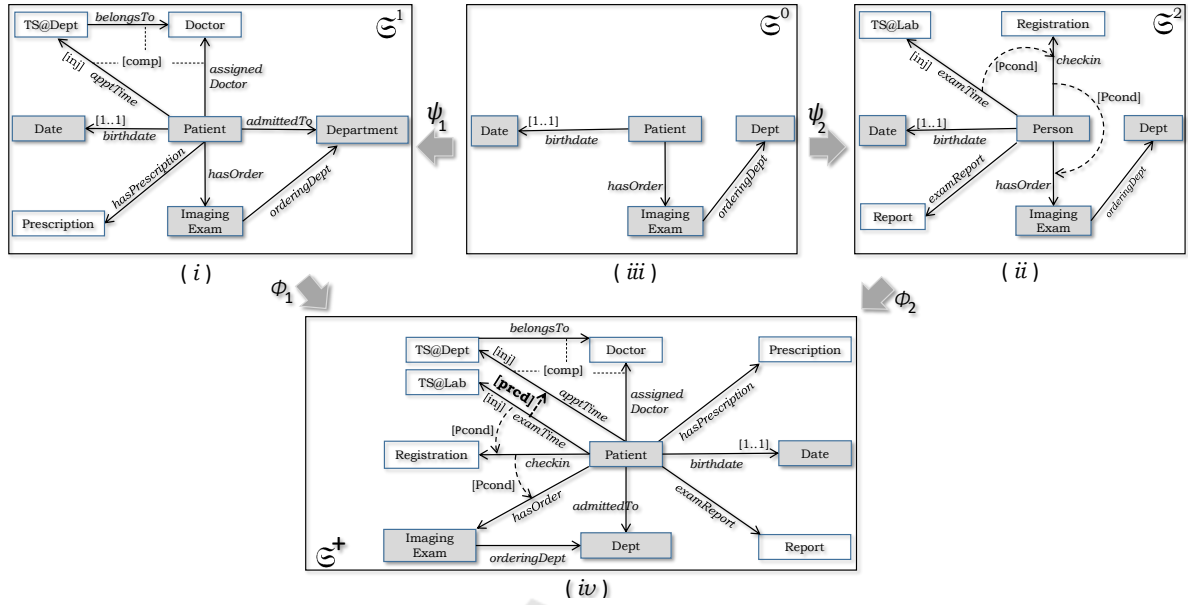 TS@Dept
belongsTo
Doctor
𝔖1
[comp]
[inj]
apptTime
assigned
Doctor
Date
[1..1]
birthdate
Patient
admittedTo
Department
hasPrescription
hasOrder
orderingDept
Prescription
Imaging
Exam
( i )
ψ1
𝔖0
Date
[1..1]
birthdate
Patient
Dept
hasOrder
orderingDept
Imaging
Exam
( iii )
ψ2
TS@Lab
Registration
𝔖2
[inj]
examTime
[Pcond]
checkin
[Pcond]
Date
[1..1]
birthdate
Person
Dept
examReport
hasOrder
orderingDept
Report
Imaging
Exam
( ii )
ϕ1
ϕ2
TS@Dept
belongsTo
Doctor
Prescription
[inj]
[comp]
TS@Lab
[prcd]
apptTime
assigned
Doctor
hasPrescription
[inj]
examTime
[Pcond]
Registration
checkin
Patient
[1..1]
birthdate
Date
[Pcond]
hasOrder
admittedTo
examReport
𝔖+
Imaging
Exam
orderingDept
Dept
Report
( iv )